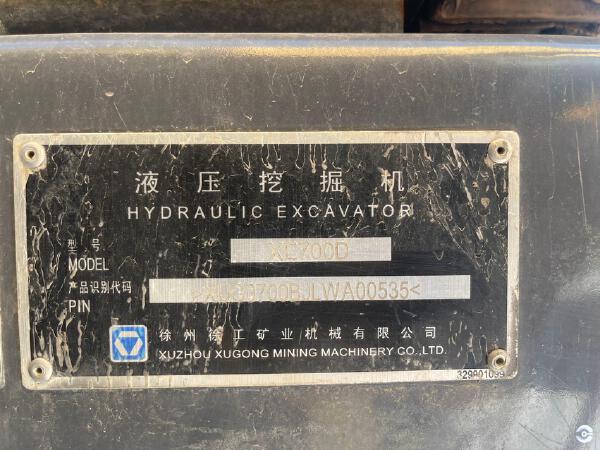 液压挖掘机
HYDRAULIC EXCAVATOR
型号
MODEL
产品识别代码
PIN
徐州徐工矿业机械有限公司
XUZHOU XUGONG MINING MACHINERY CO.,LTD.
329901099